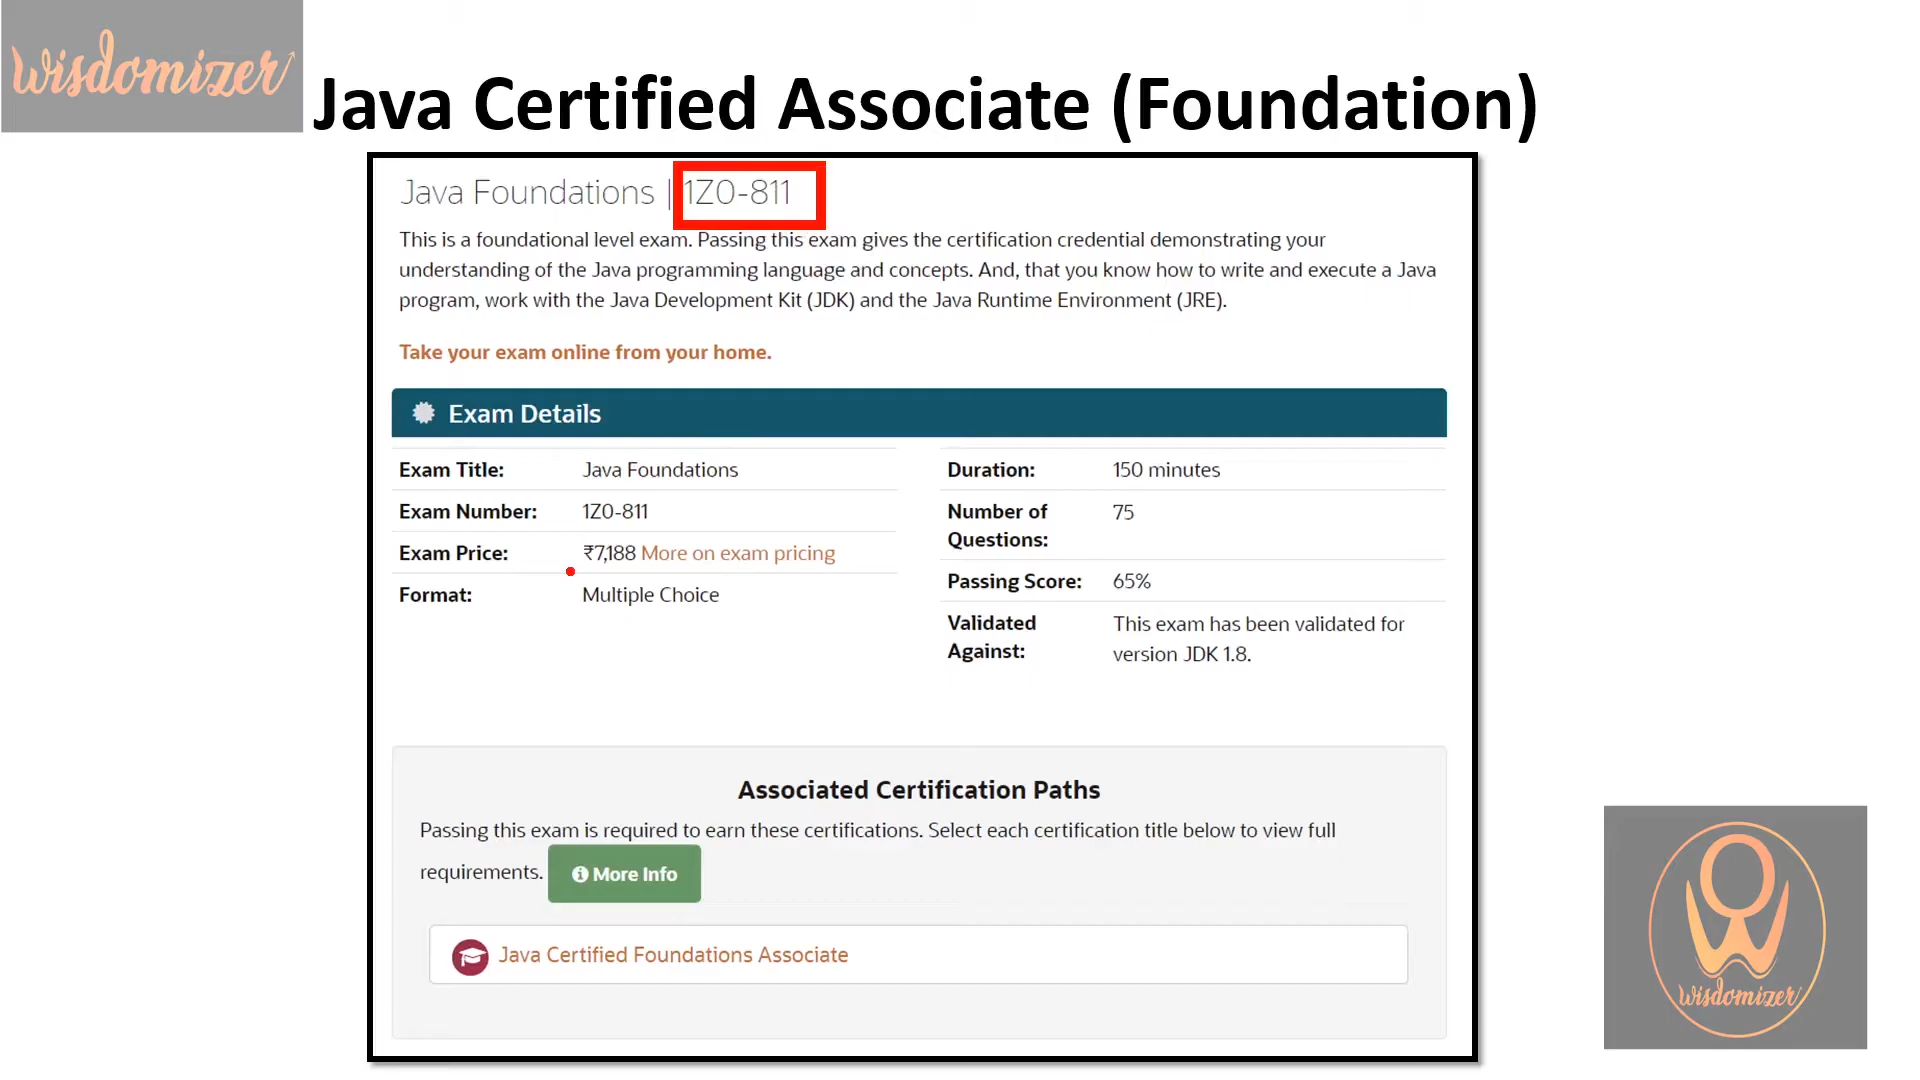 wisdomizer
Java Certified Associate (Foundation)
Java Foundations | 1Z0-811
This is a foundational level exam. Passing this exam gives the certification credential demonstrating your
understanding of the Java programming language and concepts. And, that you know how to write and execute a Java
program, work with the Java Development Kit (JDK) and the Java Runtime Environment (JRE).
Take your exam online from your home.
Exam Details
Exam Title: Java Foundations
Exam Number: 1Z0-811
Exam Price: ₹7,188 More on exam pricing
Format: Multiple Choice
Duration: 150 minutes
Number of 75
Questions:
Passing Score: 65%
Validated This exam has been validated for
Against: version JDK 1.8.
Associated Certification Paths
Passing this exam is required to earn these certifications. Select each certification title below to view full
requirements. More Info
Java Certified Foundations Associate
wisdomizer